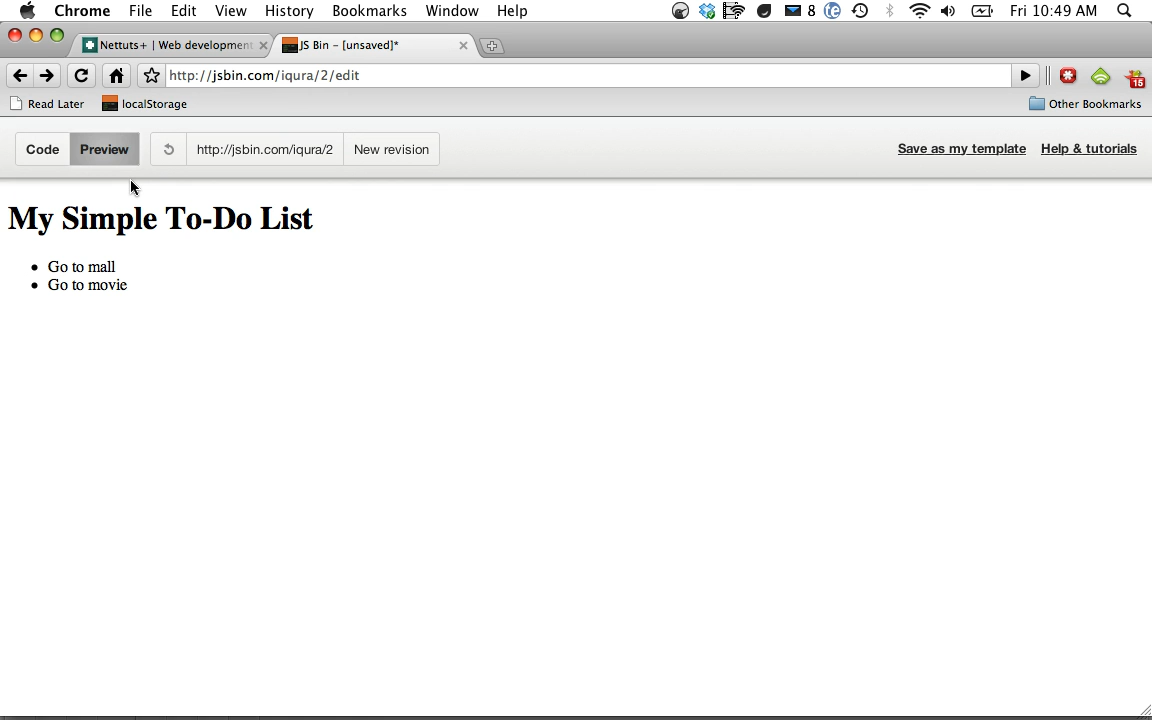 Chrome File Edit View History Bookmarks Window Help 8 te Fri 10:49 AM
Nettuts+ | Web development JS Bin - [unsaved]*
http://jsbin.com/iqura/2/edit 15
Read Later localStorage Other Bookmarks
Code Preview http://jsbin.com/iqura/2 New revision Save as my template Help & tutorials
My Simple To-Do List
Go to mall
Go to movie